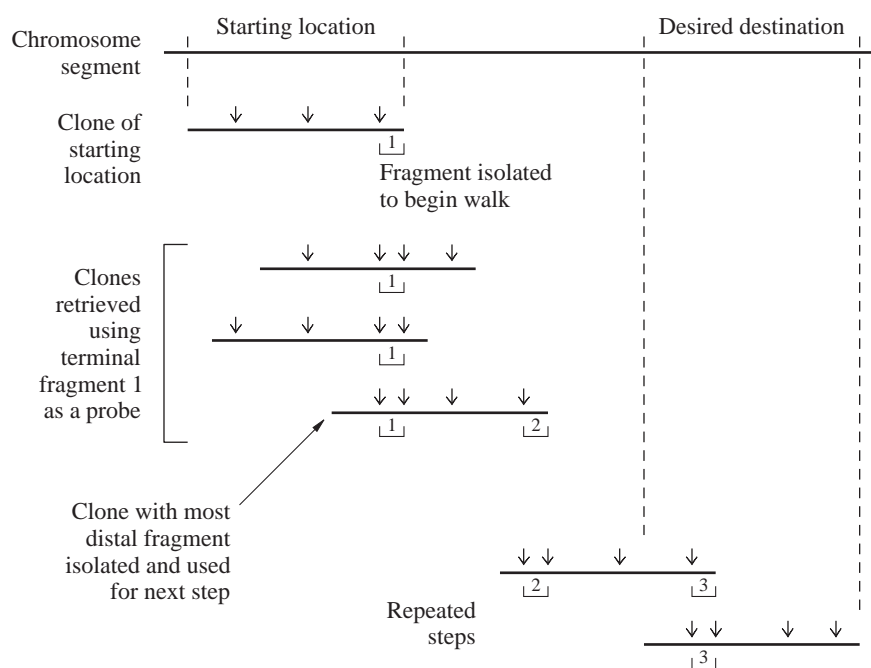 Starting location
Desired destination
Chromosome
segment
Clone of
starting
location
1
Fragment isolated
to begin walk
Clones
retrieved
using
terminal
fragment 1
as a probe
1
1
1
2
Clone with most
distal fragment
isolated and used
for next step
2
3
Repeated
steps
3